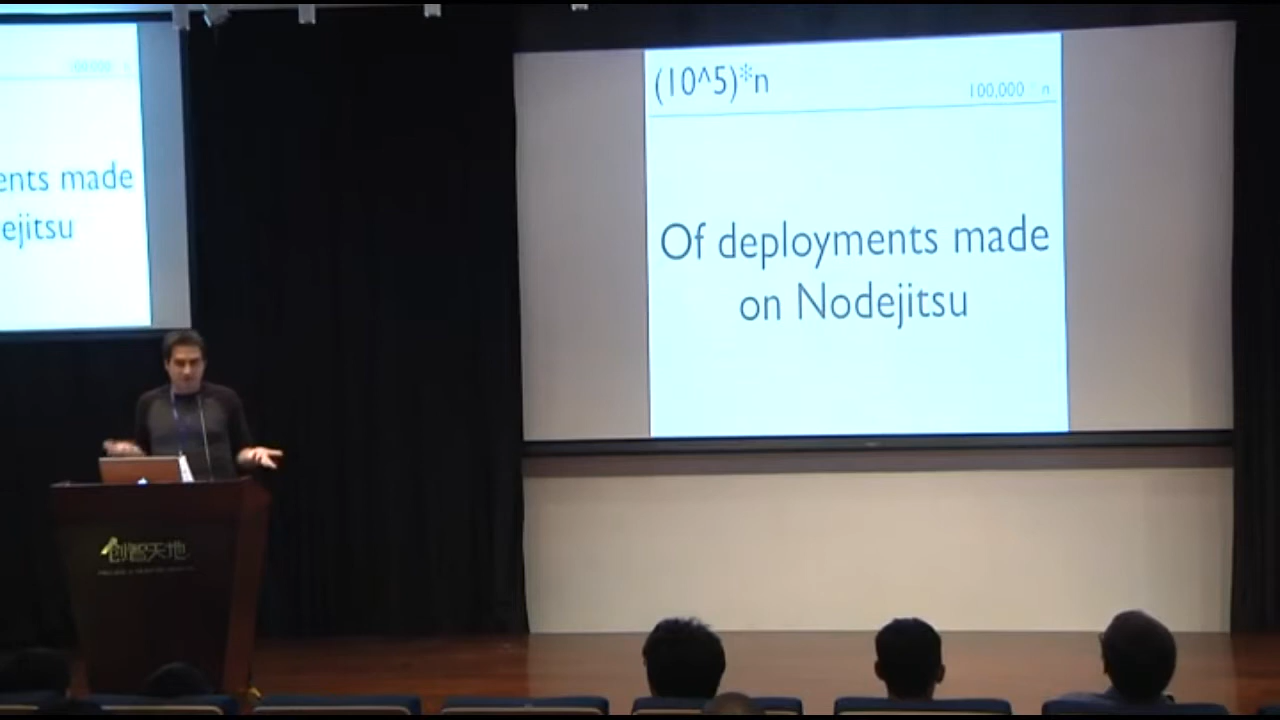 (10^5)*n
100,000 n
Of deployments made
on Nodejitsu
ents made
ejitsu
创智天地